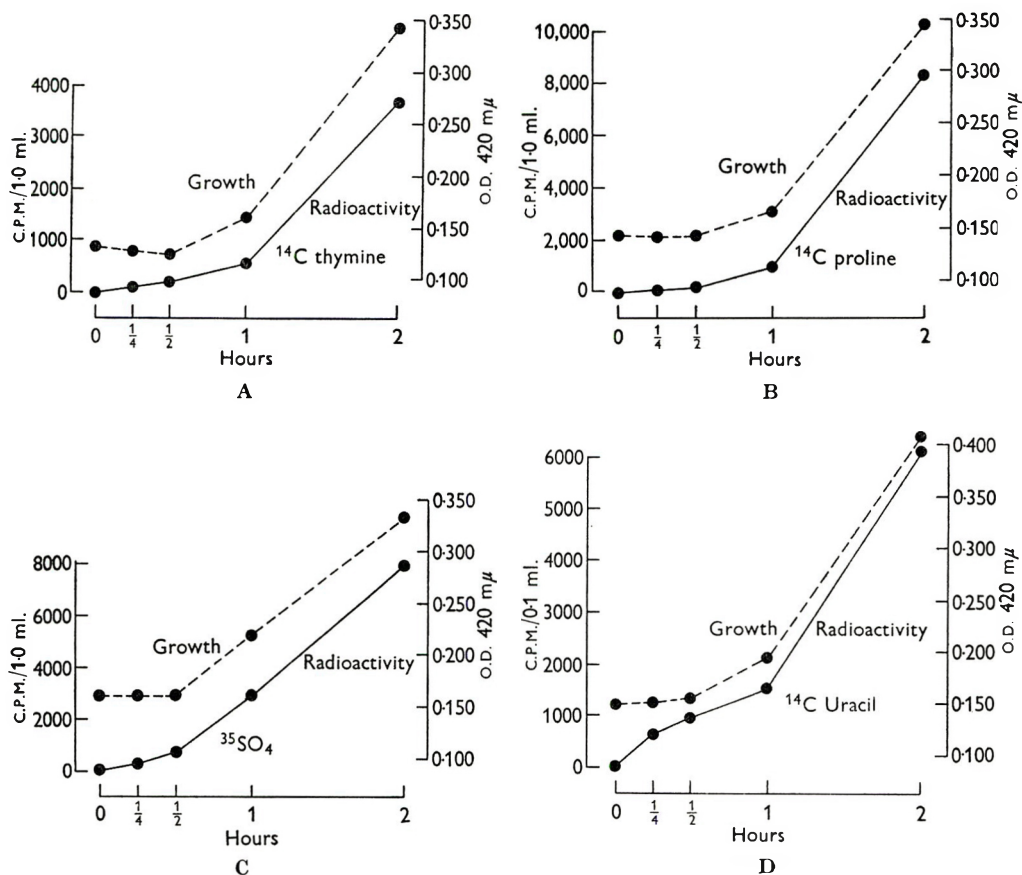 4000
3000
2000
1000
0
C.P.M./1·0 ml.
0·350
0·300
0·250
0·200
0·150
0·100
O.D. 420 mμ
Growth
Radioactivity
¹⁴C thymine
0 ¼ ½ 1 2
Hours
A
10,000
8,000
6,000
4,000
2,000
0
C.P.M./1·0 ml.
0·350
0·300
0·250
0·200
0·150
0·100
O.D. 420 mμ
Growth
Radioactivity
¹⁴C proline
0 ¼ ½ 1 2
Hours
B
8000
6000
4000
2000
0
C.P.M./1·0 ml.
0·350
0·300
0·250
0·200
0·150
0·100
O.D. 420 mμ
Growth
Radioactivity
³⁵SO₄
0 ¼ ½ 1 2
Hours
C
6000
5000
4000
3000
2000
1000
0
C.P.M./0·1 ml.
0·400
0·350
0·300
0·250
0·200
0·150
0·100
O.D. 420 mμ
Growth
Radioactivity
¹⁴C Uracil
0 ¼ ½ 1 2
Hours
D